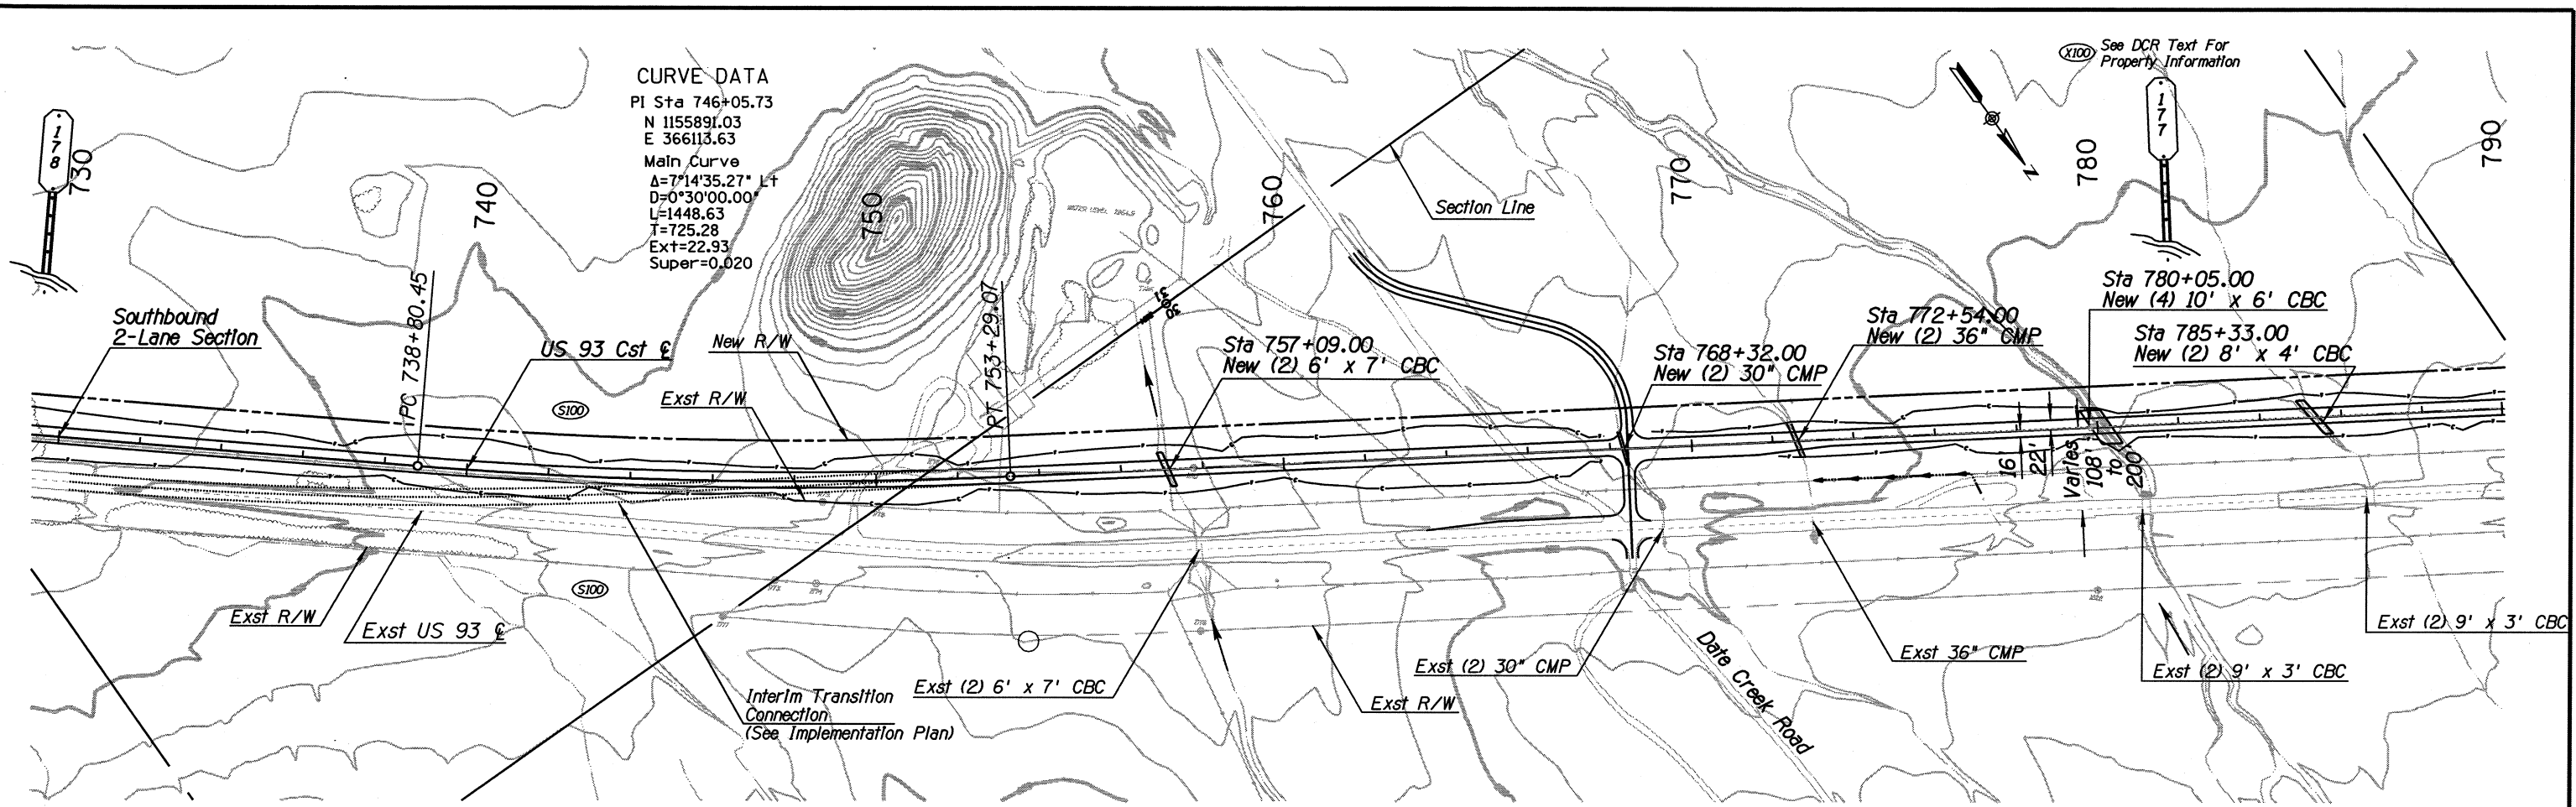 178
730
740
750
760
770
780
177
790
CURVE DATA
PI Sta 746+05.73
N 1155891.03
E 366113.63
Main Curve
Δ=7°14'35.27" Lt
D=0°30'00.00"
L=1448.63
T=725.28
Ext=22.93
Super=0.020
X100
See DCR Text For
Property Information
N
Section Line
Southbound
2-Lane Section
PC 738+80.45
US 93 Cst ℄
S100
New R/W
Exst R/W
PT 753+29.07
Sta 757+09.00
New (2) 6' x 7' CBC
Sta 768+32.00
New (2) 30" CMP
Sta 772+54.00
New (2) 36" CMP
Sta 780+05.00
New (4) 10' x 6' CBC
Sta 785+33.00
New (2) 8' x 4' CBC
16'
22'
Varies
108'
to
200'
Exst R/W
Exst US 93 ℄
S100
Interim Transition
Connection
(See Implementation Plan)
Exst (2) 6' x 7' CBC
Exst R/W
Exst (2) 30" CMP
Date Creek Road
Exst 36" CMP
Exst (2) 9' x 3' CBC
Exst (2) 9' x 3' CBC